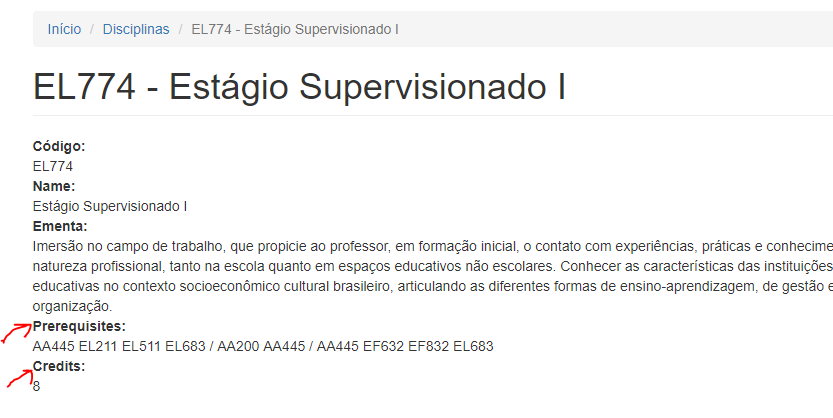 Início / Disciplinas / EL774 - Estágio Supervisionado I
EL774 - Estágio Supervisionado I
Código:
EL774
Name:
Estágio Supervisionado I
Ementa:
Imersão no campo de trabalho, que propicie ao professor, em formação inicial, o contato com experiências, práticas e conhecime
natureza profissional, tanto na escola quanto em espaços educativos não escolares. Conhecer as características das instituições
educativas no contexto socioeconômico cultural brasileiro, articulando as diferentes formas de ensino-aprendizagem, de gestão e
organização.
Prerequisites:
AA445 EL211 EL511 EL683 / AA200 AA445 / AA445 EF632 EF832 EL683
Credits:
8